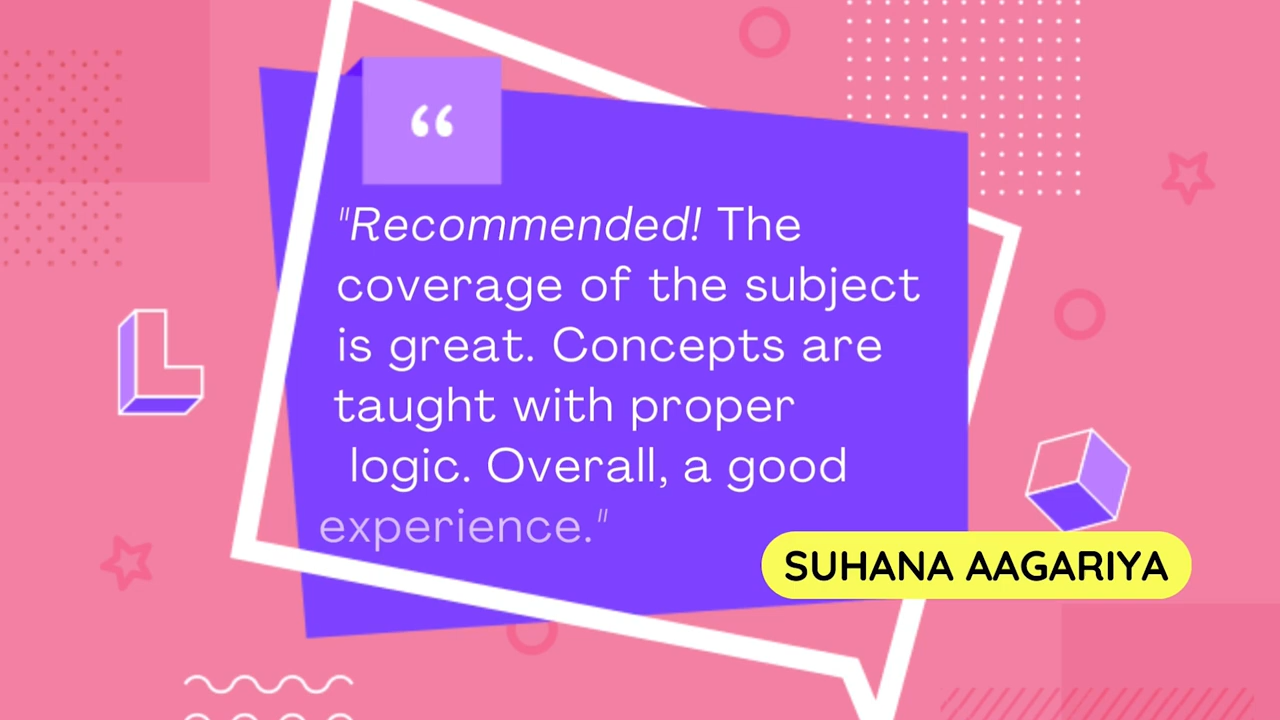 “
"Recommended! The
coverage of the subject
is great. Concepts are
taught with proper
logic. Overall, a good
experience."
SUHANA AAGARIYA